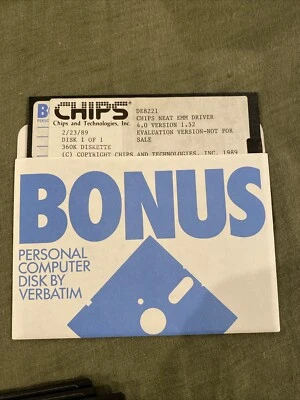 B
CHIPS
Chips and Technologies, Inc.
2/23/89
DISK 1 OF 1
360K DISKETTE
DE8221
CHIPS NEAT EMM DRIVER
4.0 VERSION 1.52
EVALUATION VERSION-NOT FOR
SALE
(C) COPYRIGHT CHIPS AND TECHNOLOGIES, INC. 1989
BONUS
PERSONAL
COMPUTER
DISK BY
VERBATIM